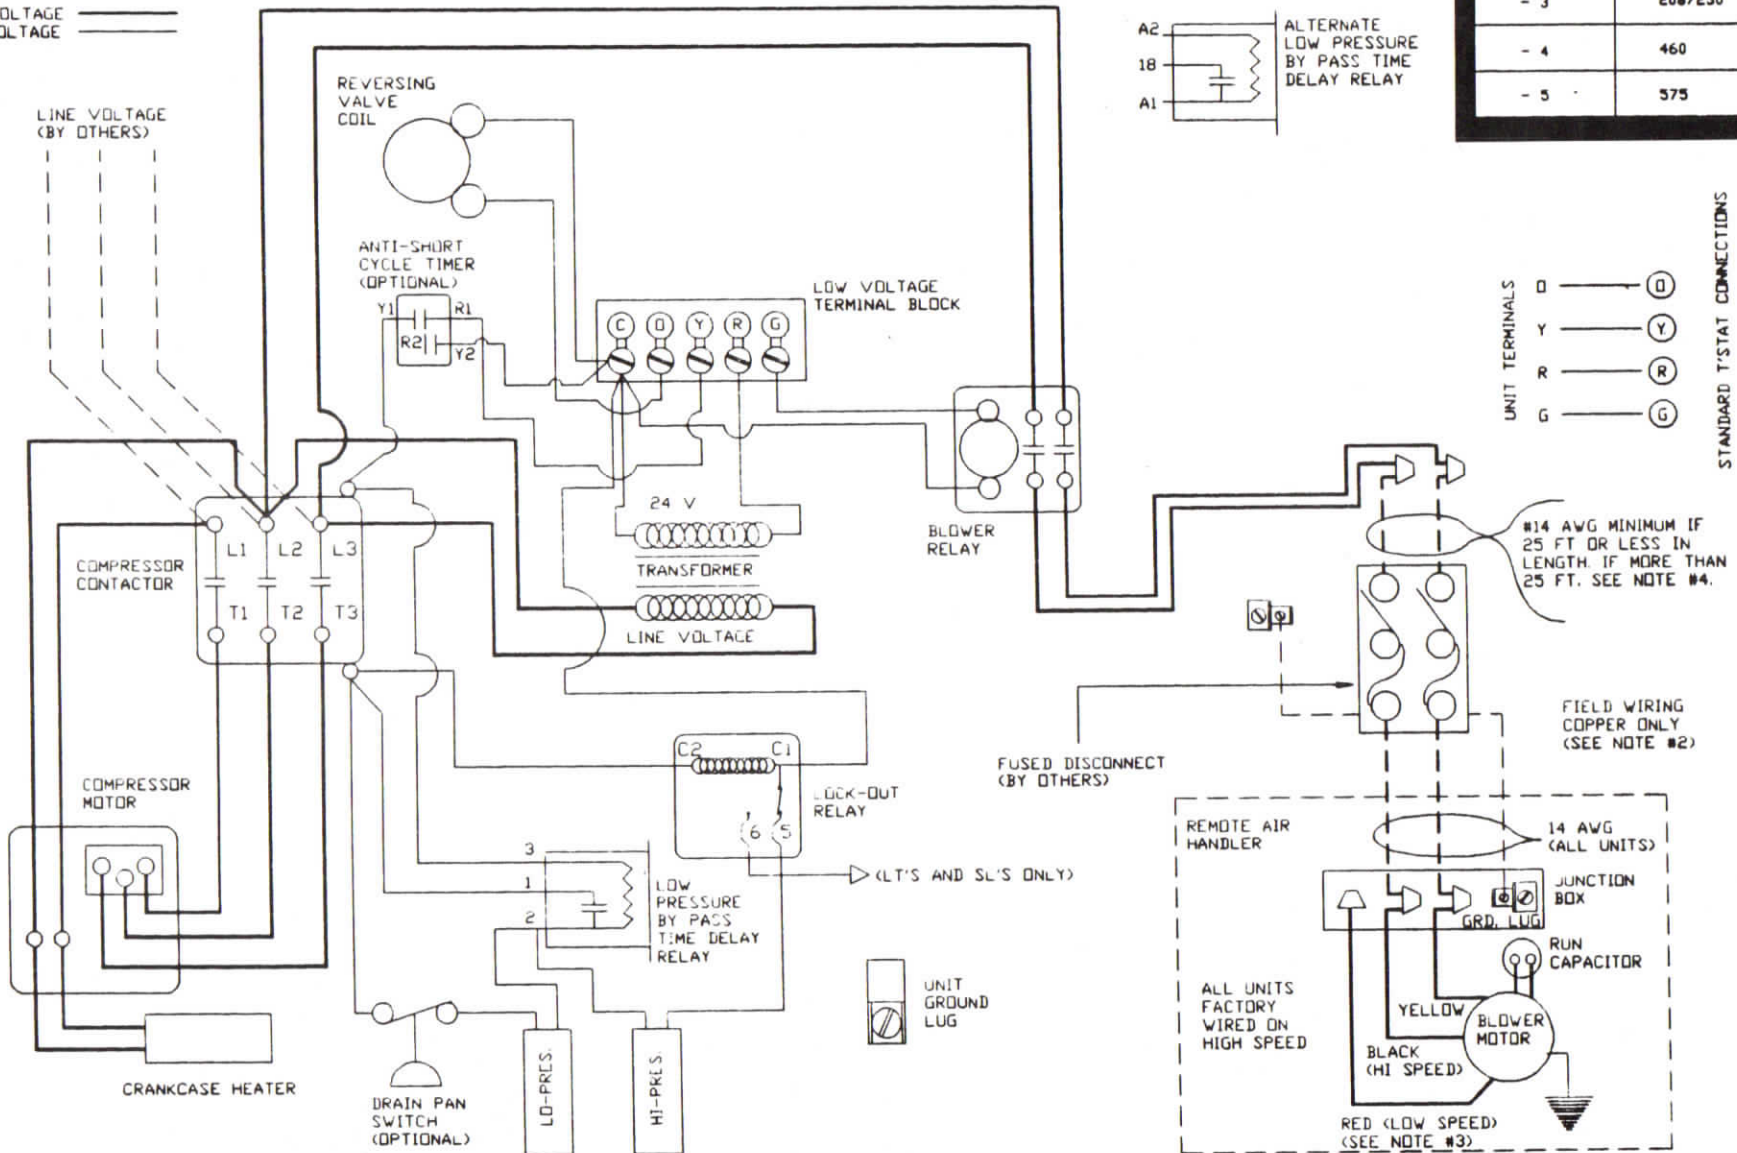 OLTAGE
OLTAGE
LINE VOLTAGE
(BY OTHERS)
REVERSING
VALVE
COIL
ANTI-SHORT
CYCLE TIMER
(OPTIONAL)
Y1
R1
R2
Y2
LOW VOLTAGE
TERMINAL BLOCK
C O Y R G
A2
18
A1
ALTERNATE
LOW PRESSURE
BY PASS TIME
DELAY RELAY
- 3 208/230
- 4 460
- 5 575
UNIT TERMINALS
O O
Y Y
R R
G G
STANDARD T'STAT CONNECTIONS
COMPRESSOR
CONTACTOR
L1 L2 L3
T1 T2 T3
24 V
TRANSFORMER
LINE VOLTAGE
BLOWER
RELAY
#14 AWG MINIMUM IF
25 FT OR LESS IN
LENGTH. IF MORE THAN
25 FT. SEE NOTE #4.
FIELD WIRING
COPPER ONLY
(SEE NOTE #2)
FUSED DISCONNECT
(BY OTHERS)
COMPRESSOR
MOTOR
C2 C1
LOCK-OUT
RELAY
6 5
(LT'S AND SL'S ONLY)
3
1
2
LOW
PRESSURE
BY PASS
TIME DELAY
RELAY
REMOTE AIR
HANDLER
14 AWG
(ALL UNITS)
JUNCTION
BOX
GRD. LUG
RUN
CAPACITOR
ALL UNITS
FACTORY
WIRED ON
HIGH SPEED
YELLOW
BLOWER
MOTOR
BLACK
(HI SPEED)
RED (LOW SPEED)
(SEE NOTE #3)
UNIT
GROUND
LUG
CRANKCASE HEATER
DRAIN PAN
SWITCH
(OPTIONAL)
LO-PRES.
HI-PRES.